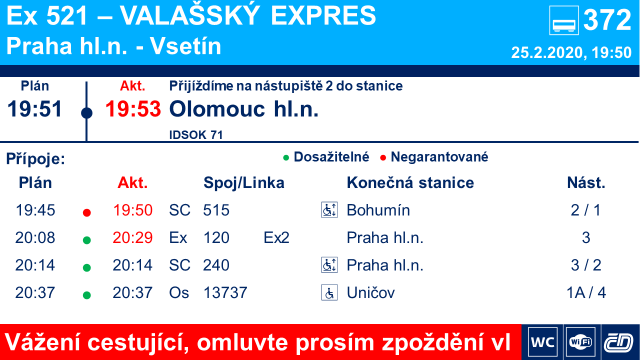 Ex 521 – VALAŠSKÝ EXPRES
372
Praha hl.n. - Vsetín
25.2.2020, 19:50
Plán Akt. Přijíždíme na nástupiště 2 do stanice
19:51 19:53 Olomouc hl.n.
IDSOK 71
Přípoje: Dosažitelné Negarantované
Plán Akt. Spoj/Linka Konečná stanice Nást.
19:45 19:50 SC 515 Bohumín 2 / 1
20:08 20:29 Ex 120 Ex2 Praha hl.n. 3
20:14 20:14 SC 240 Praha hl.n. 3 / 2
20:37 20:37 Os 13737 Uničov 1A / 4
Vážení cestující, omluvte prosím zpoždění vl
WC WiFi ČD